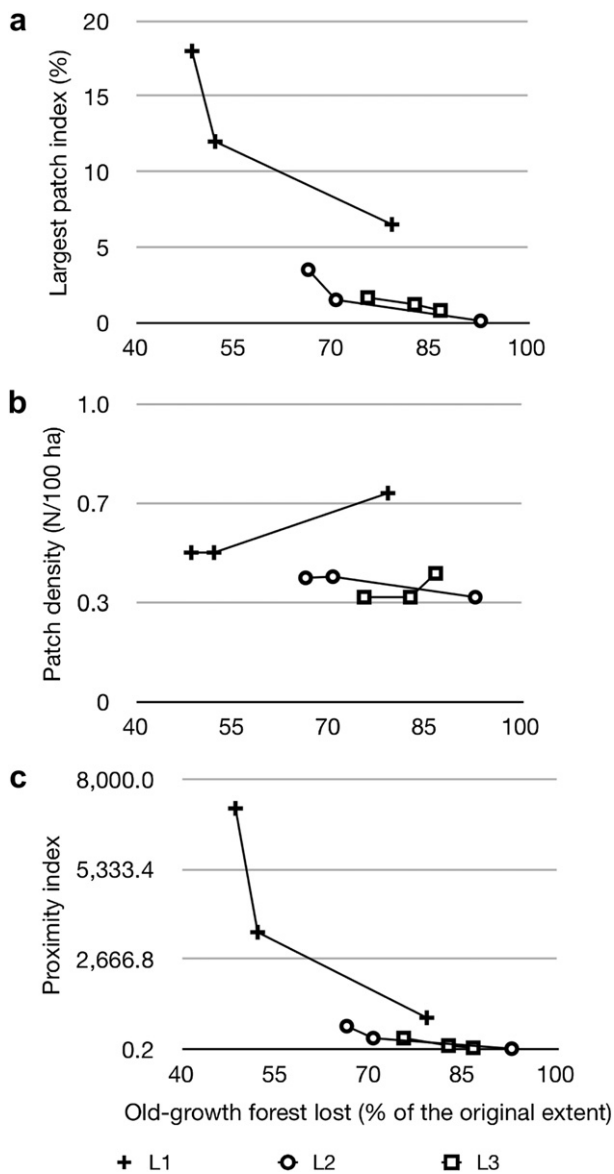 a
Largest patch index (%)
20
15
10
5
0
40 55 70 85 100
b
Patch density (N/100 ha)
1.0
0.7
0.3
0
40 55 70 85 100
c
Proximity index
8,000.0
5,333.4
2,666.8
0.2
40 55 70 85 100
Old-growth forest lost (% of the original extent)
L1 L2 L3